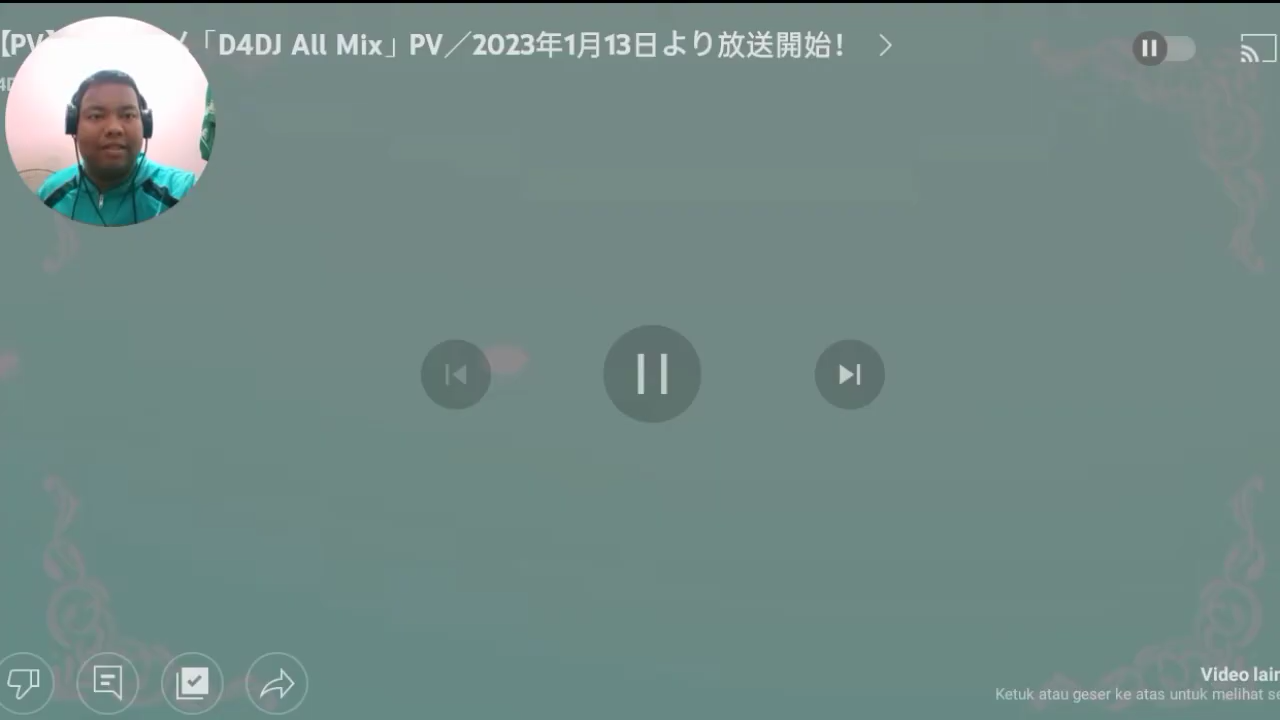 【PV】 「D4DJ All Mix」PV／2023年1月13日より放送開始！
Video lain
Ketuk atau geser ke atas untuk melihat se